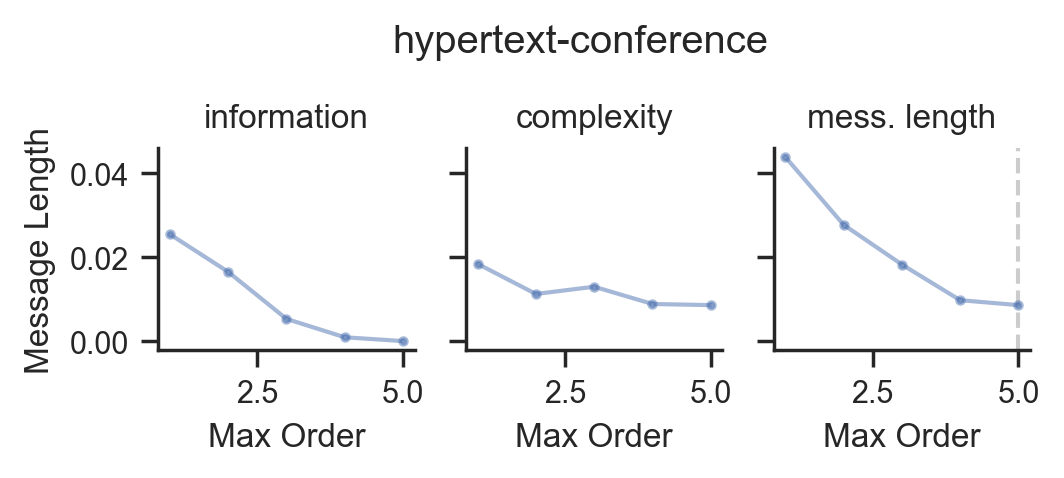 hypertext-conference
information
complexity
mess. length
Message Length
0.04
0.02
0.00
2.5
5.0
2.5
5.0
2.5
5.0
Max Order
Max Order
Max Order